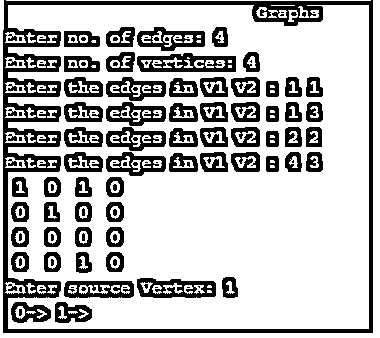 Graphs
Enter no. of edges: 4
Enter no. of vertices: 4
Enter the edges in V1 V2 : 1 1
Enter the edges in V1 V2 : 1 3
Enter the edges in V1 V2 : 2 2
Enter the edges in V1 V2 : 4 3
1 0 1 0
0 1 0 0
0 0 0 0
0 0 1 0
Enter source Vertex: 1
0-> 1->